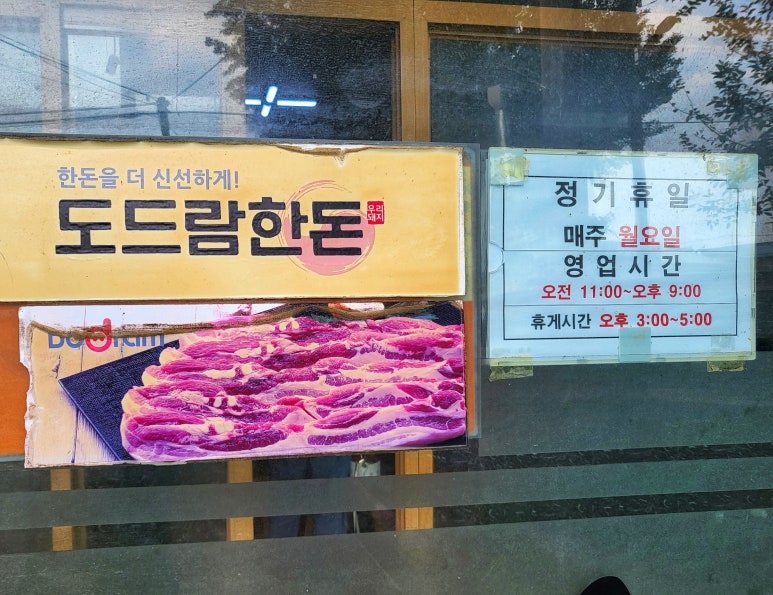 한돈을 더 신선하게!
도드람한돈
우리
돼지
정기휴일
매주 월요일
영업시간
오전 11:00~오후 9:00
휴게시간 오후 3:00~5:00